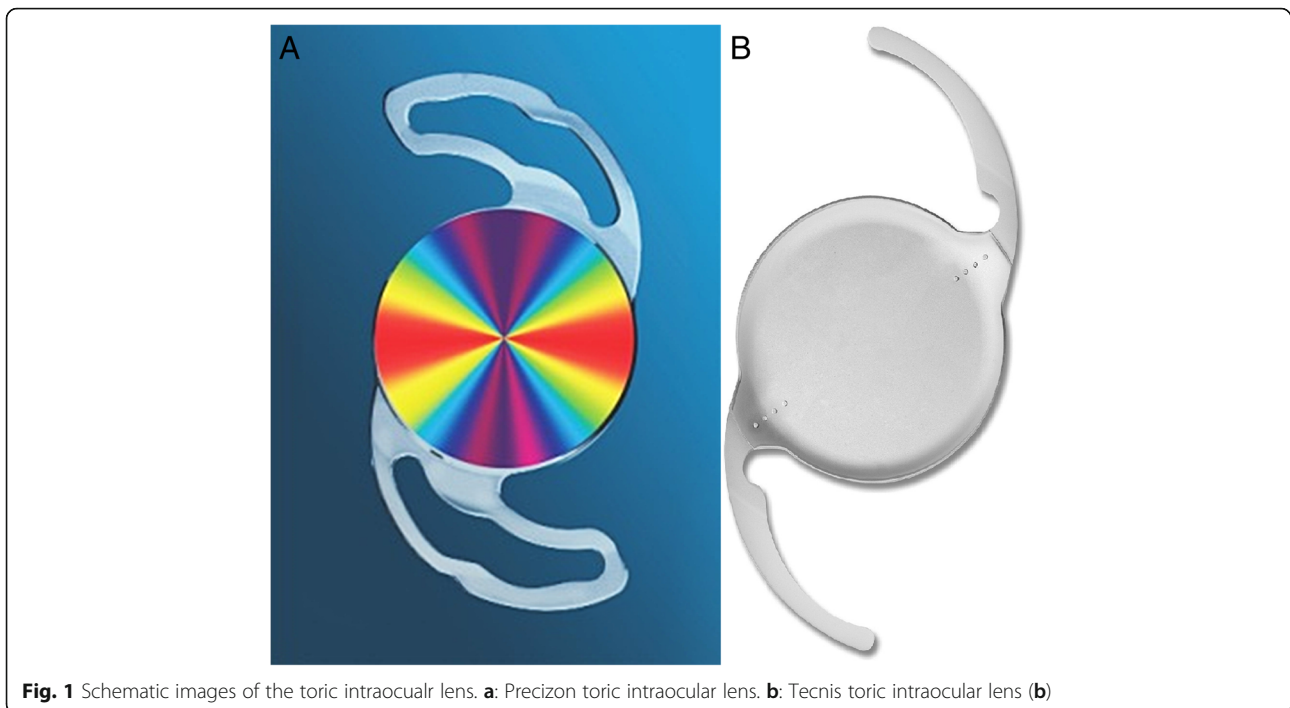 A
B
Fig. 1 Schematic images of the toric intraocualr lens. a: Precizon toric intraocular lens. b: Tecnis toric intraocular lens (b)